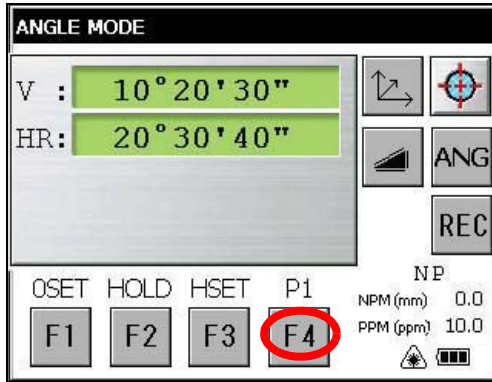 ANGLE MODE
V : 10°20'30"
HR: 20°30'40"
ANG
REC
0SET HOLD HSET P1
F1 F2 F3 F4
NP
NPM (mm) 0.0
PPM (ppm) 10.0